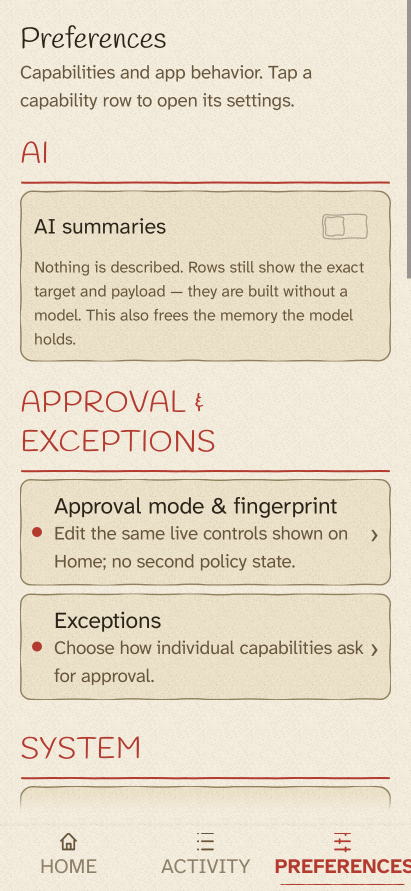 Preferences
Capabilities and app behavior. Tap a
capability row to open its settings.
AI
AI summaries
Nothing is described. Rows still show the exact
target and payload — they are built without a
model. This also frees the memory the model
holds.
APPROVAL &
EXCEPTIONS
Approval mode & fingerprint
Edit the same live controls shown on
Home; no second policy state.
Exceptions
Choose how individual capabilities ask
for approval.
SYSTEM
HOME
ACTIVITY
PREFERENCES